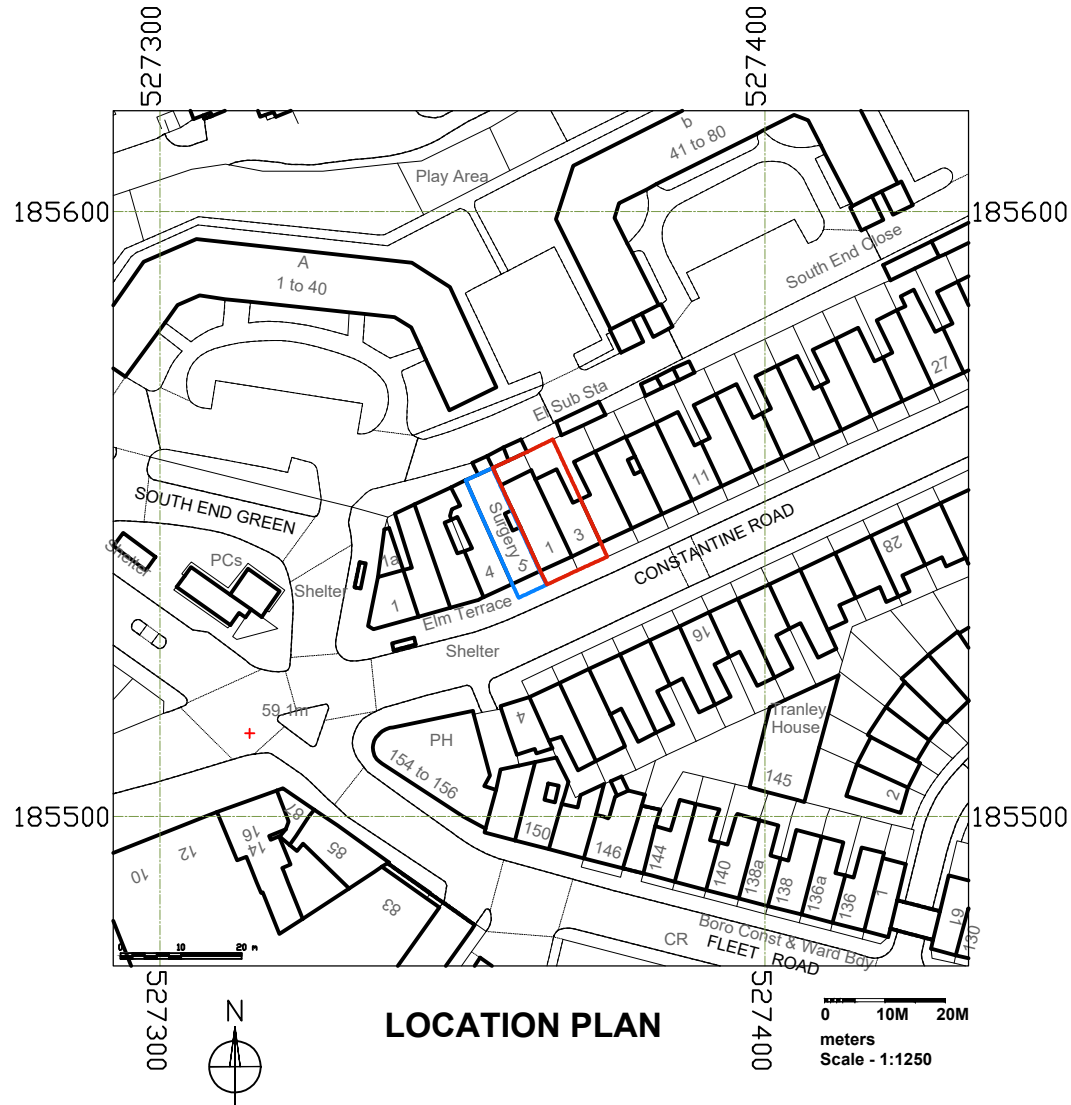 527300
527400
b
41 to 80
Play Area
185600
185600
South End Close
A
1 to 40
27
El Sub Sta
11
SOUTH END GREEN
Surgery
CONSTANTINE ROAD
Shelter
PCs
1a
1
3
28
Shelter
4
5
1
Elm Terrace
Shelter
16
59.1m
4
Tranley
House
PH
154 to 156
145
2
185500
185500
87
16
14
12
10
85
83
150
146
144
140
138a
138
136a
136
1
61
130
Boro Const & Ward Bdy
CR
FLEET ROAD
0 10 20 m
527300
527400
N
LOCATION PLAN
0 10M 20M
meters
Scale - 1:1250